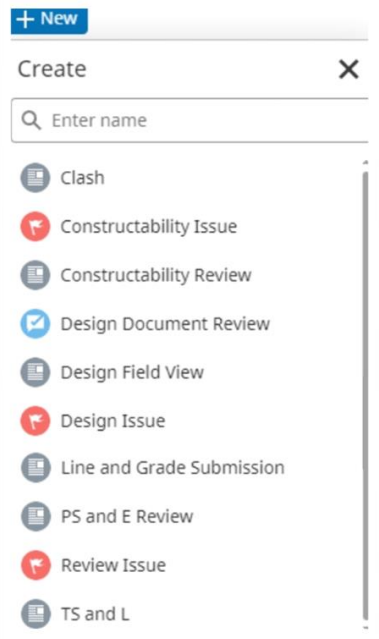 + New
Create
Enter name
Clash
Constructability Issue
Constructability Review
Design Document Review
Design Field View
Design Issue
Line and Grade Submission
PS and E Review
Review Issue
TS and L